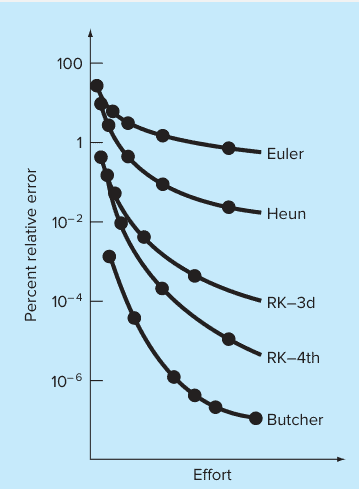 100
1
10⁻²
10⁻⁴
10⁻⁶
Percent relative error
Euler
Heun
RK–3d
RK–4th
Butcher
Effort